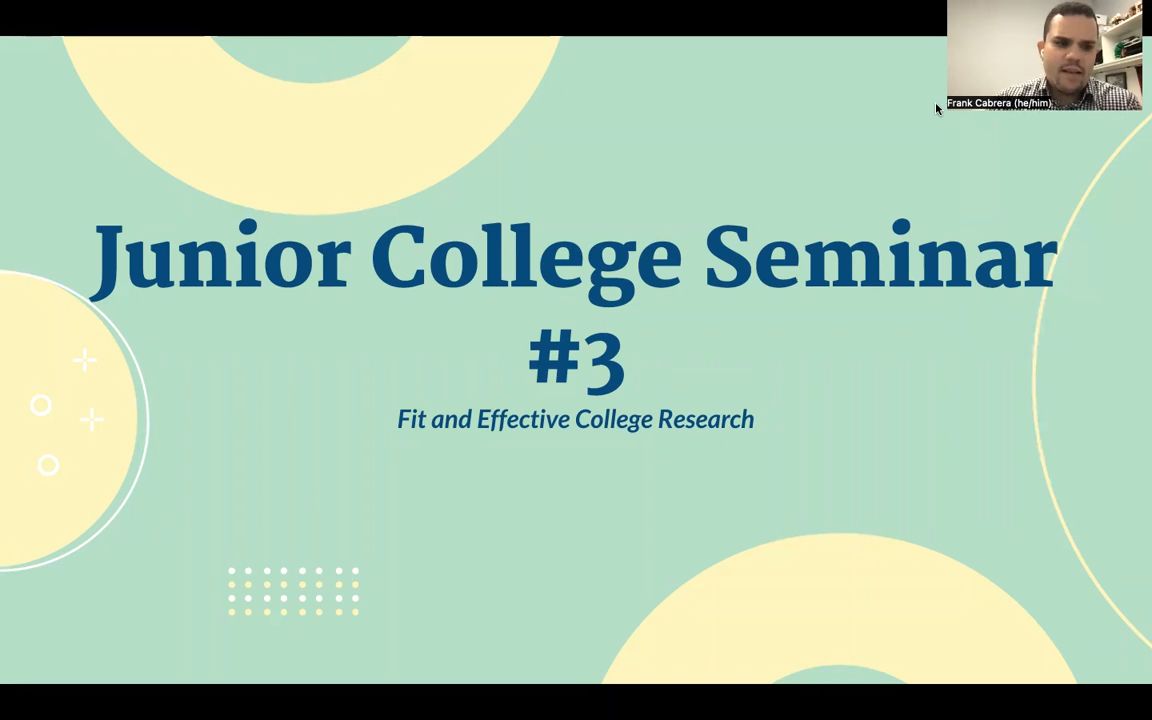 Frank Cabrera (he/him)
Junior College Seminar
#3
Fit and Effective College Research